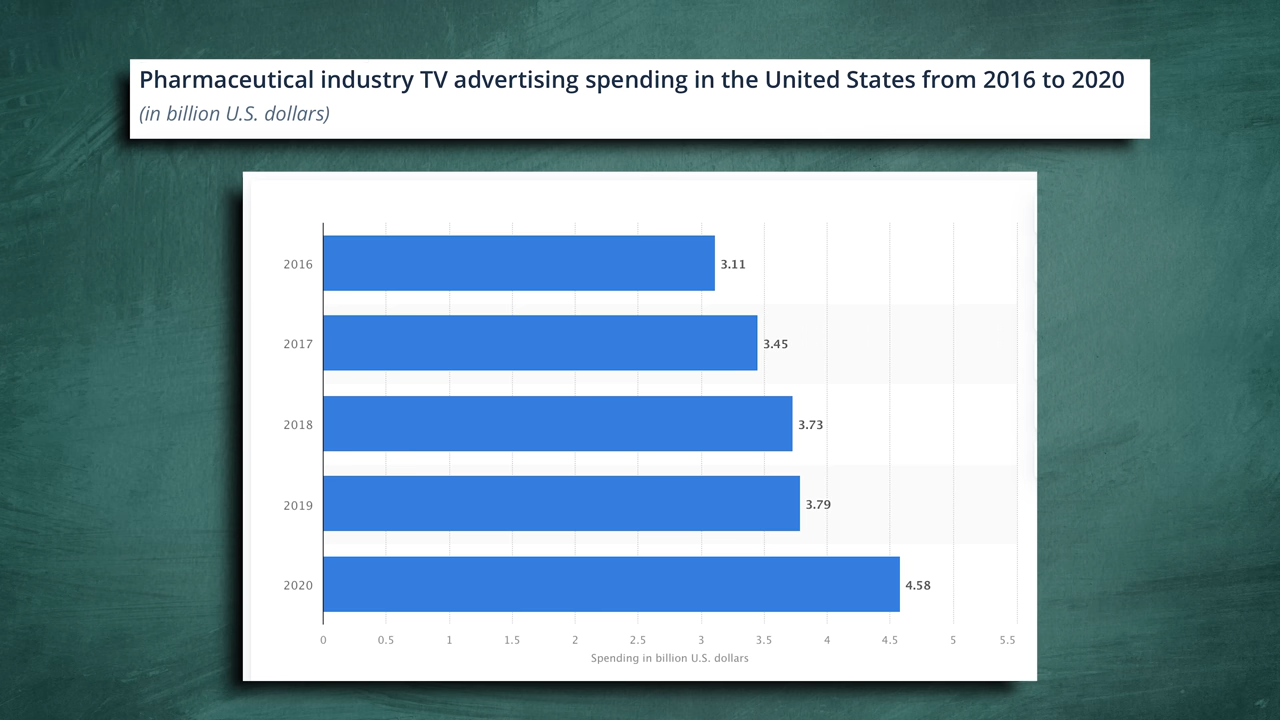 Pharmaceutical industry TV advertising spending in the United States from 2016 to 2020
(in billion U.S. dollars)
2016 3.11
2017 3.45
2018 3.73
2019 3.79
2020 4.58
0 0.5 1 1.5 2 2.5 3 3.5 4 4.5 5 5.5
Spending in billion U.S. dollars